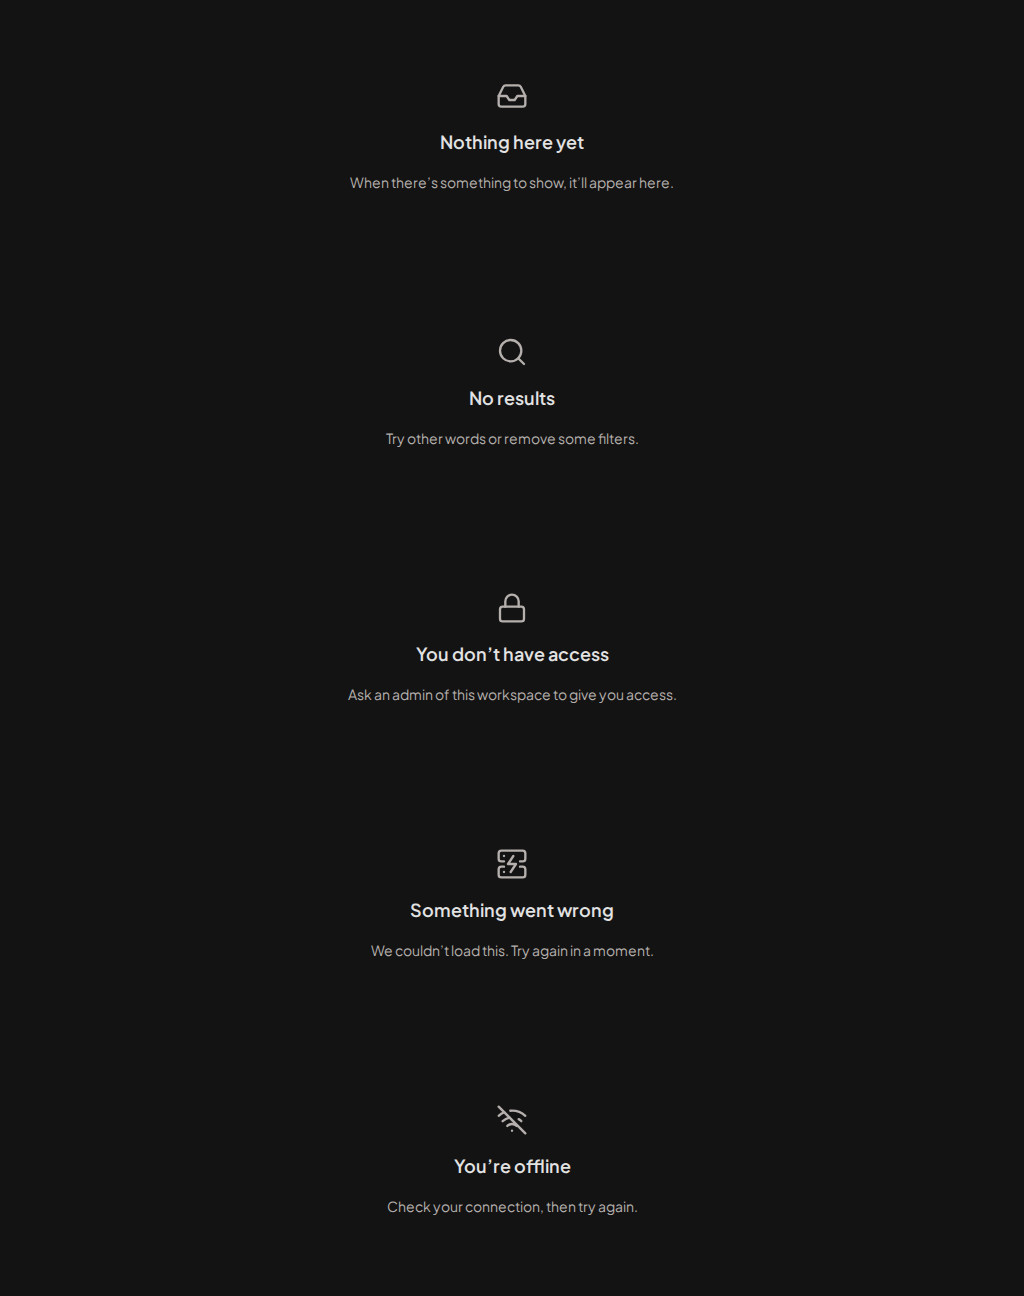 Nothing here yet
When there's something to show, it'll appear here.
No results
Try other words or remove some filters.
You don’t have access
Ask an admin of this workspace to give you access.
Something went wrong
We couldn't load this. Try again in a moment.
You’re offline
Check your connection, then try again.